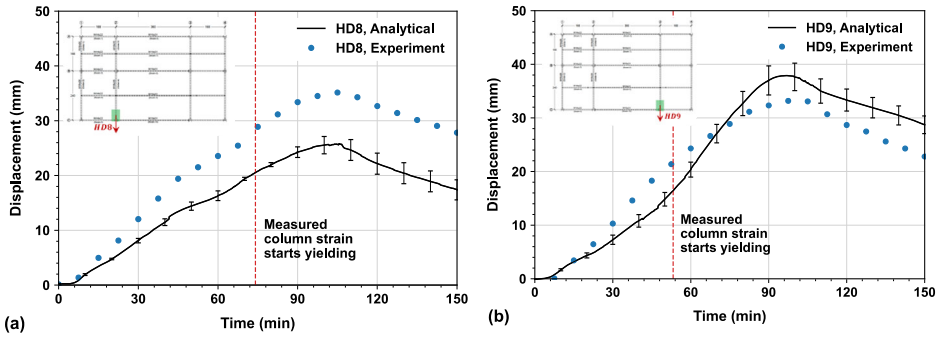 50
40
30
20
10
0
Displacement (mm)
HD8, Analytical
HD8, Experiment
HD8
Measured
column strain
starts yielding
0
30
60
90
120
150
Time (min)
(a)
50
40
30
20
10
0
Displacement (mm)
HD9, Analytical
HD9, Experiment
HD9
Measured
column strain
starts yielding
0
30
60
90
120
150
Time (min)
(b)